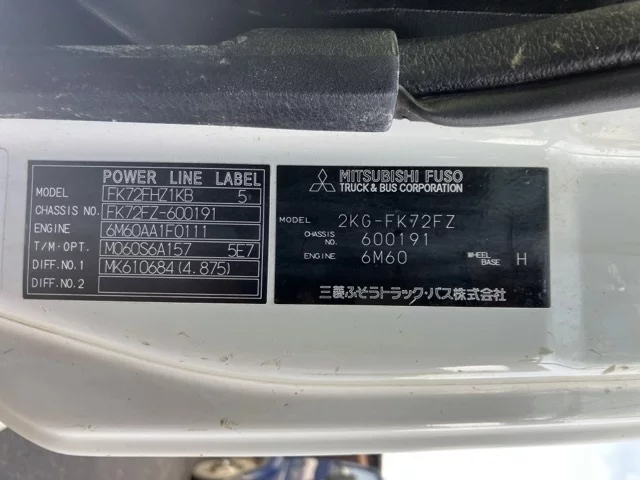 POWER LINE LABEL
MODEL FK72FHZ1KB 5
CHASSIS NO. FK72FZ-600191
ENGINE 6M60AA1F0111
T/M・OPT. M060S6A157 5E7
DIFF.NO.1 MK610684(4.875)
DIFF.NO.2
MITSUBISHI FUSO
TRUCK & BUS CORPORATION
MODEL 2KG-FK72FZ
CHASSIS 600191
ENGINE 6M60 WHEEL BASE H
三菱ふそうトラック・バス株式会社